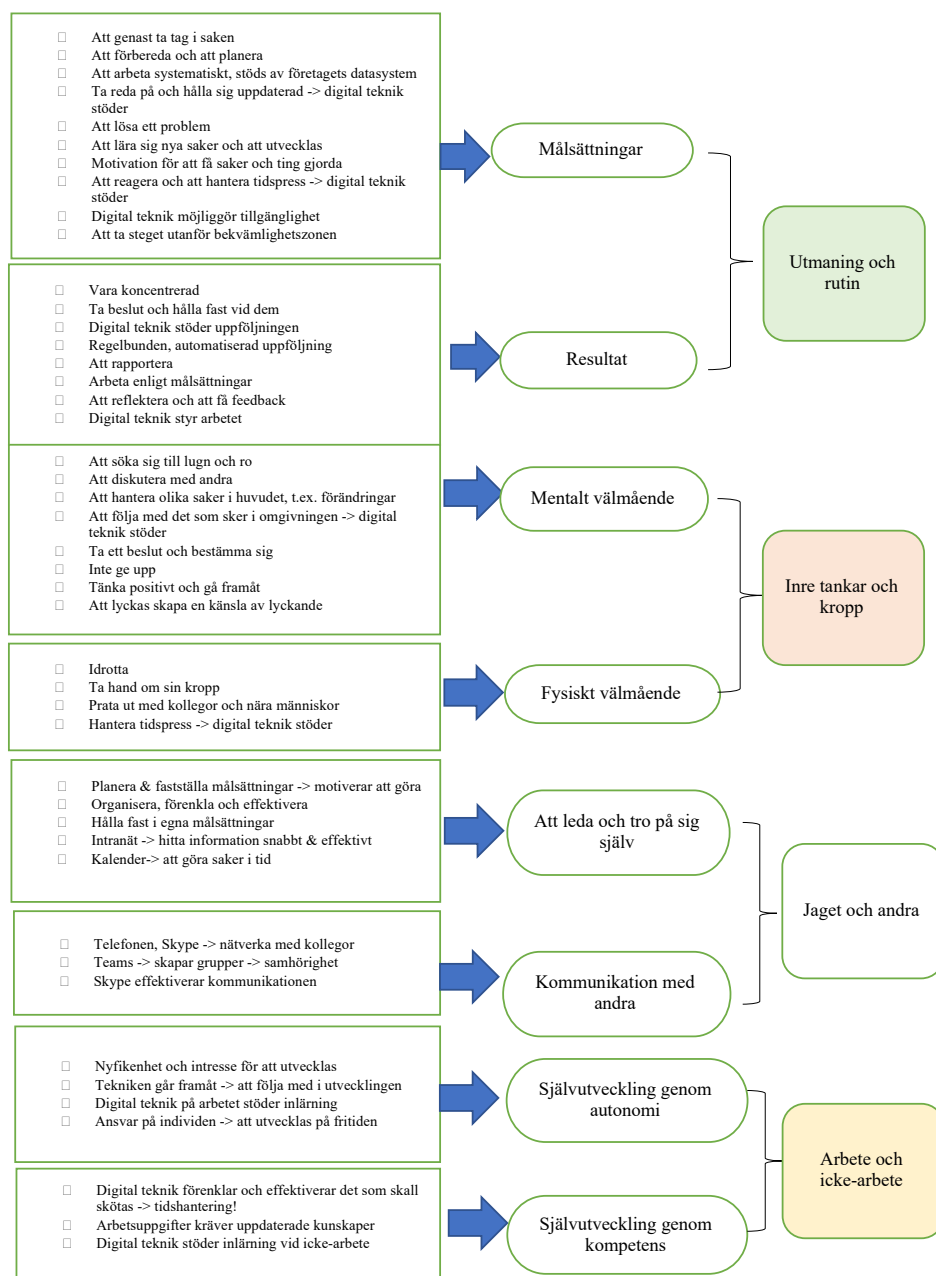 Att genast ta tag i saken
Att förbereda och att planera
Att arbeta systematiskt, stöds av företagets datasystem
Ta reda på och hålla sig uppdaterad -> digital teknik
stöder
Att lösa ett problem
Att lära sig nya saker och att utvecklas
Motivation för att få saker och ting gjorda
Att reagera och att hantera tidspress -> digital teknik
stöder
Digital teknik möjliggör tillgänglighet
Att ta steget utanför bekvämlighetszonen
Målsättningar
Vara koncentrerad
Ta beslut och hålla fast vid dem
Digital teknik stöder uppföljningen
Regelbunden, automatiserad uppföljning
Att rapportera
Arbeta enligt målsättningar
Att reflektera och att få feedback
Digital teknik styr arbetet
Resultat
Utmaning och
rutin
Att söka sig till lugn och ro
Att diskutera med andra
Att hantera olika saker i huvudet, t.ex. förändringar
Att följa med det som sker i omgivningen -> digital
teknik stöder
Ta ett beslut och bestämma sig
Inte ge upp
Tänka positivt och gå framåt
Att lyckas skapa en känsla av lyckande
Mentalt välmående
Idrotta
Ta hand om sin kropp
Prata ut med kollegor och nära människor
Hantera tidspress -> digital teknik stöder
Fysiskt välmående
Inre tankar och
kropp
Planera & fastställa målsättningar -> motiverar att göra
Organisera, förenkla och effektivera
Hålla fast i egna målsättningar
Intranät -> hitta information snabbt & effektivt
Kalender-> att göra saker i tid
Att leda och tro på sig
själv
Telefonen, Skype -> nätverka med kollegor
Teams -> skapar grupper -> samhörighet
Skype effektiverar kommunikationen
Kommunikation med
andra
Jaget och andra
Nyfikenhet och intresse för att utvecklas
Tekniken går framåt -> att följa med i utvecklingen
Digital teknik på arbetet stöder inlärning
Ansvar på individen -> att utvecklas på fritiden
Självutveckling genom
autonomi
Digital teknik förenklar och effektiverar det som skall
skötas -> tidshantering!
Arbetsuppgifter kräver uppdaterade kunskaper
Digital teknik stöder inlärning vid icke-arbete
Självutveckling genom
kompetens
Arbete och
icke-arbete